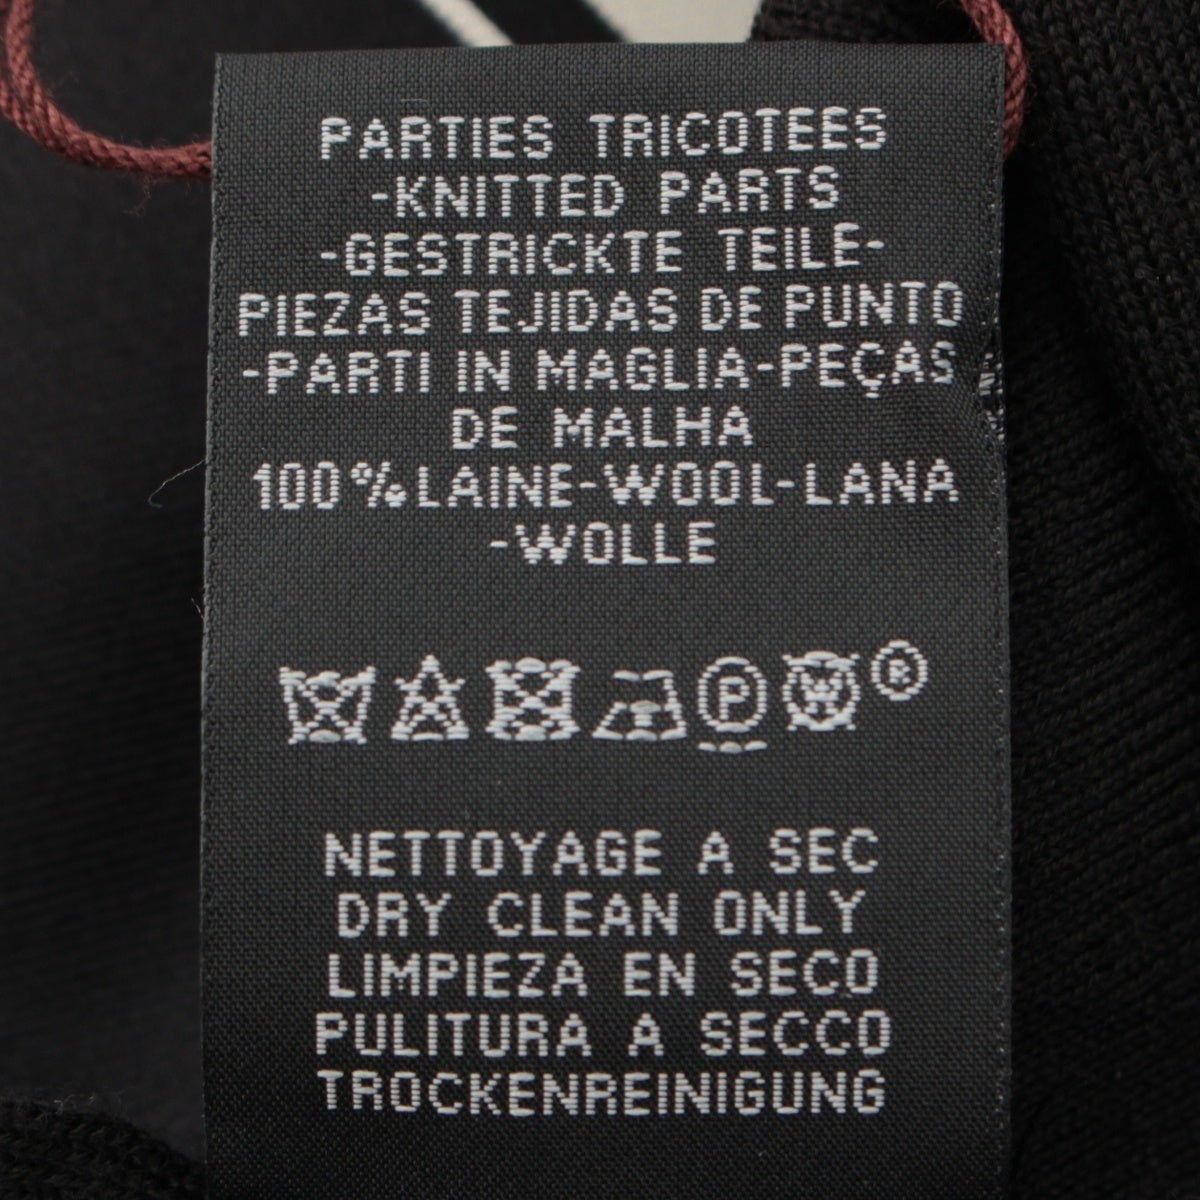 PARTIES TRICOTEES
-KNITTED PARTS
-GESTRICKTE TEILE-
PIEZAS TEJIDAS DE PUNTO
-PARTI IN MAGLIA-PEÇAS
DE MALHA
100%LAINE-WOOL-LANA
-WOLLE
P W ®
NETTOYAGE A SEC
DRY CLEAN ONLY
LIMPIEZA EN SECO
PULITURA A SECCO
TROCKENREINIGUNG